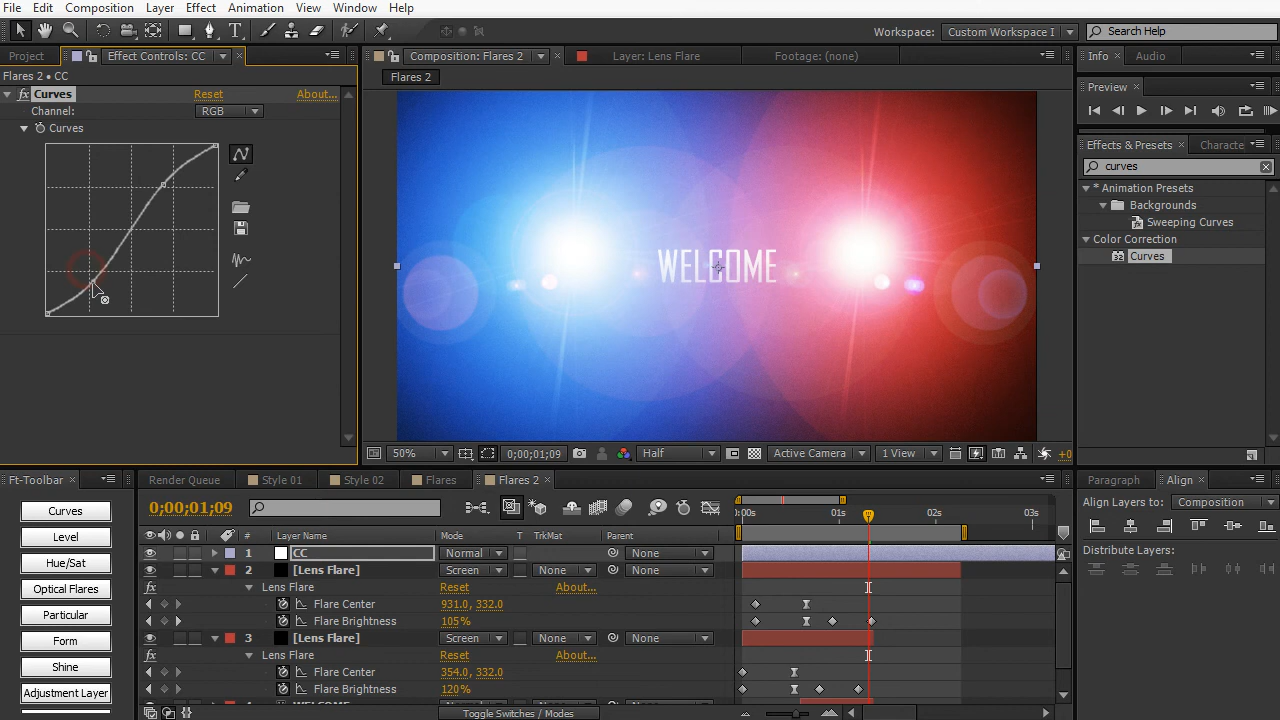 File Edit Composition Layer Effect Animation View Window Help
Workspace: Custom Workspace I Search Help
Project Effect Controls: CC Composition: Flares 2 Layer: Lens Flare Footage: (none) Info Audio
Flares 2 • CC Flares 2
Preview
fx Curves Reset About...
Channel: RGB
Curves
Effects & Presets Characte
curves
* Animation Presets
Backgrounds
Sweeping Curves
Color Correction
Curves
WELCOME
50% 0;00;01;09 Half Active Camera 1 View +0
Ft-Toolbar Render Queue Style 01 Style 02 Flares Flares 2 Paragraph Align
0;00;01;09
Align Layers to: Composition
Distribute Layers:
Curves
Level
Hue/Sat
Optical Flares
Particular
Form
Shine
Adjustment Layer
# Layer Name Mode T TrkMat Parent
0:00s 01s 02s 03s
1 CC Normal None
2 [Lens Flare] Screen None None
fx Lens Flare Reset About...
Flare Center 931.0, 332.0
Flare Brightness 105%
3 [Lens Flare] Screen None None
fx Lens Flare Reset About...
Flare Center 354.0, 332.0
Flare Brightness 120%
Toggle Switches / Modes